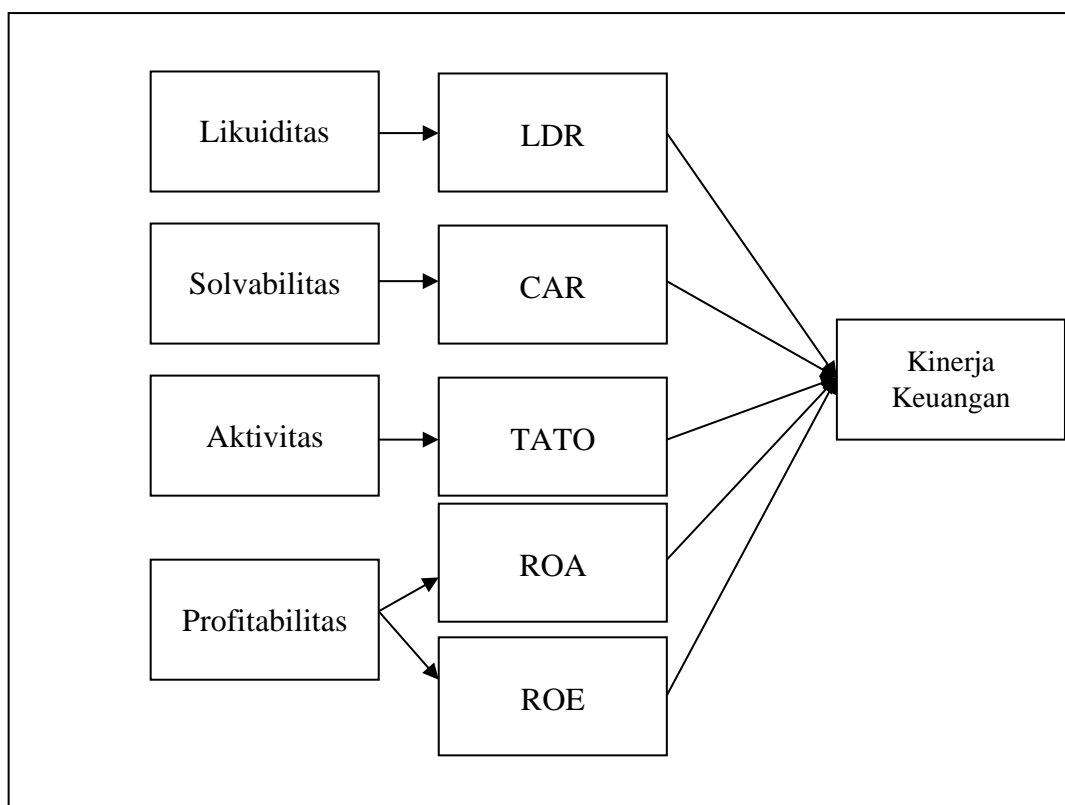 Likuiditas
LDR
Solvabilitas
CAR
Aktivitas
TATO
Profitabilitas
ROA
ROE
Kinerja
Keuangan